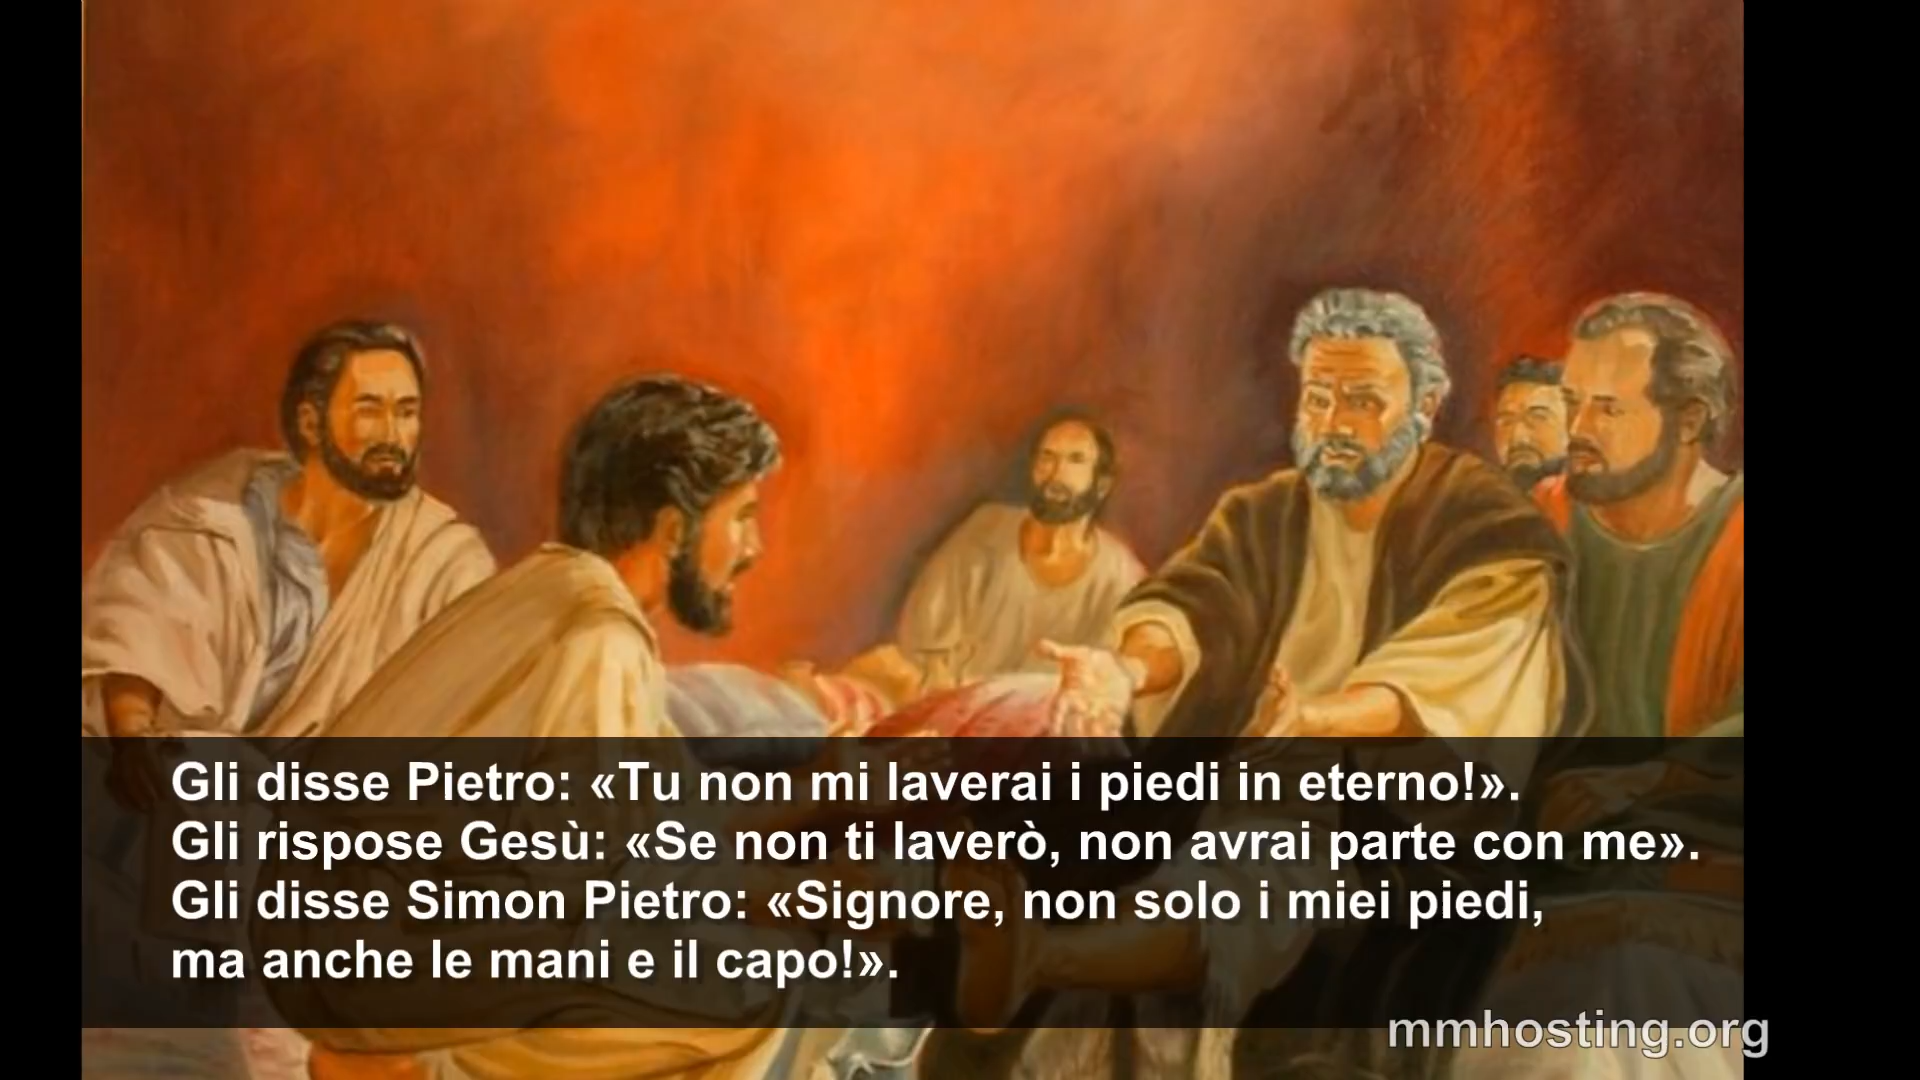 Gli disse Pietro: «Tu non mi laverai i piedi in eterno!».
Gli rispose Gesù: «Se non ti laverò, non avrai parte con me».
Gli disse Simon Pietro: «Signore, non solo i miei piedi,
ma anche le mani e il capo!».
mmhosting.org